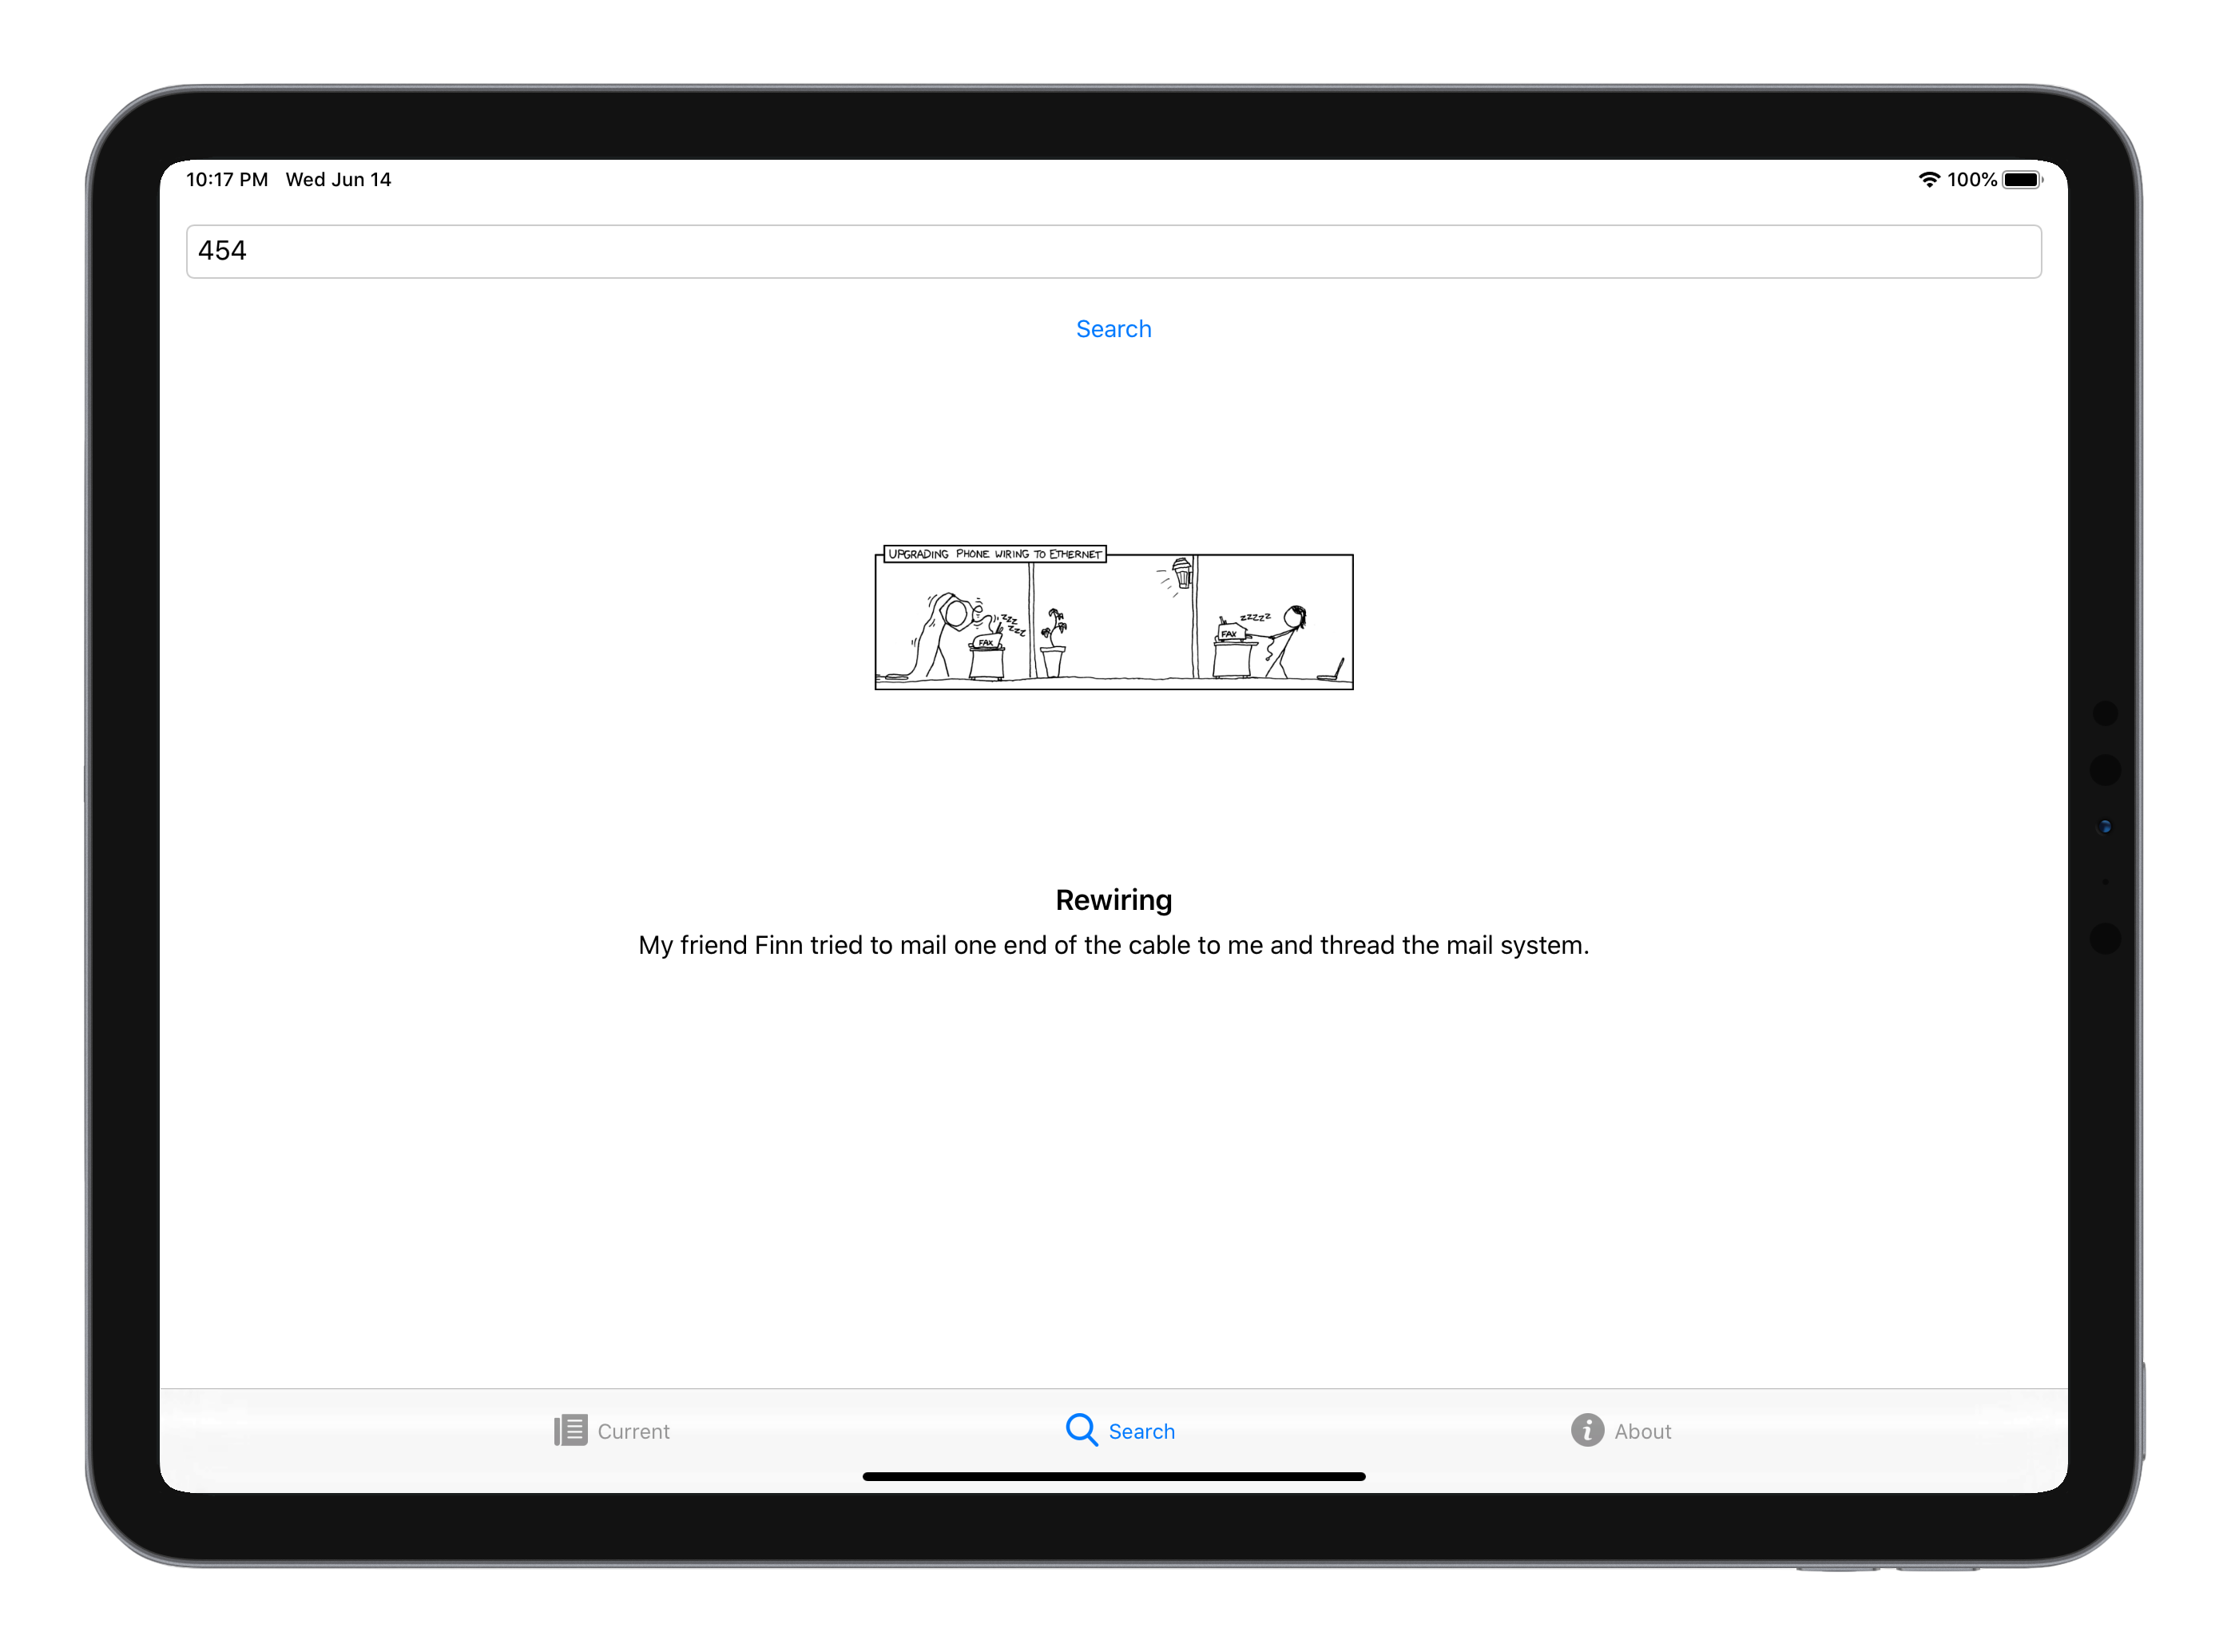 10:17 PM Wed Jun 14 100%
454
Search
UPGRADING PHONE WIRING TO ETHERNET
ZZZ
ZZZ
ZZZZZ
FAX
FAX
Rewiring
My friend Finn tried to mail one end of the cable to me and thread the mail system.
Current Search About